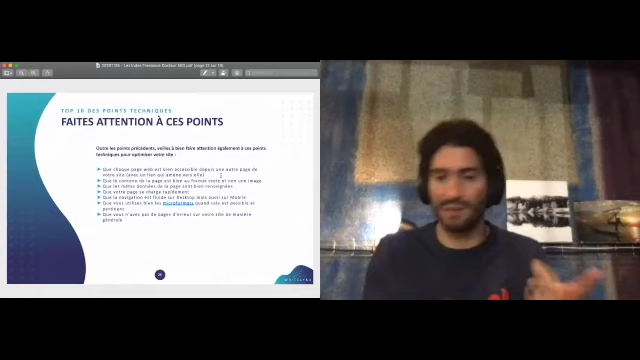 TOP 10 DES POINTS TECHNIQUES
FAITES ATTENTION À CES POINTS
Outre les points précédents, veillez à bien faire attention également à ces points
techniques pour optimiser votre site :
Que chaque page web est bien accessible depuis une autre page de
votre site (avec un lien qui amène vers elle)
Que le contenu de la page est bien au format texte et non une image
Que les métas données de la page sont bien renseignées
Que votre page se charge rapidement
Que la navigation est fluide sur Desktop mais aussi sur Mobile
Que vous utilisez bien les microformats quand cela est possible et
pertinent
Que vous n'avez pas de pages d'erreur sur votre site de manière
générale